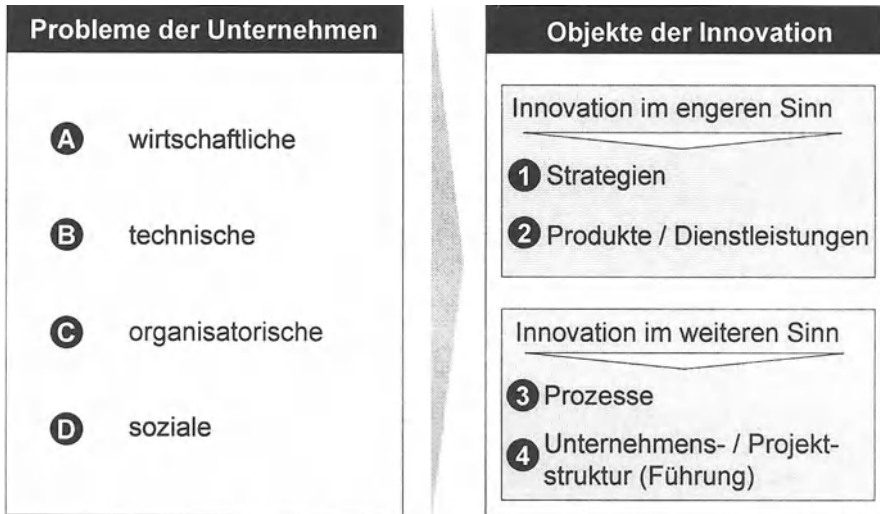 Probleme der Unternehmen
A wirtschaftliche
B technische
C organisatorische
D soziale
Objekte der Innovation
Innovation im engeren Sinn
1 Strategien
2 Produkte / Dienstleistungen
Innovation im weiteren Sinn
3 Prozesse
4 Unternehmens- / Projekt-
struktur (Führung)